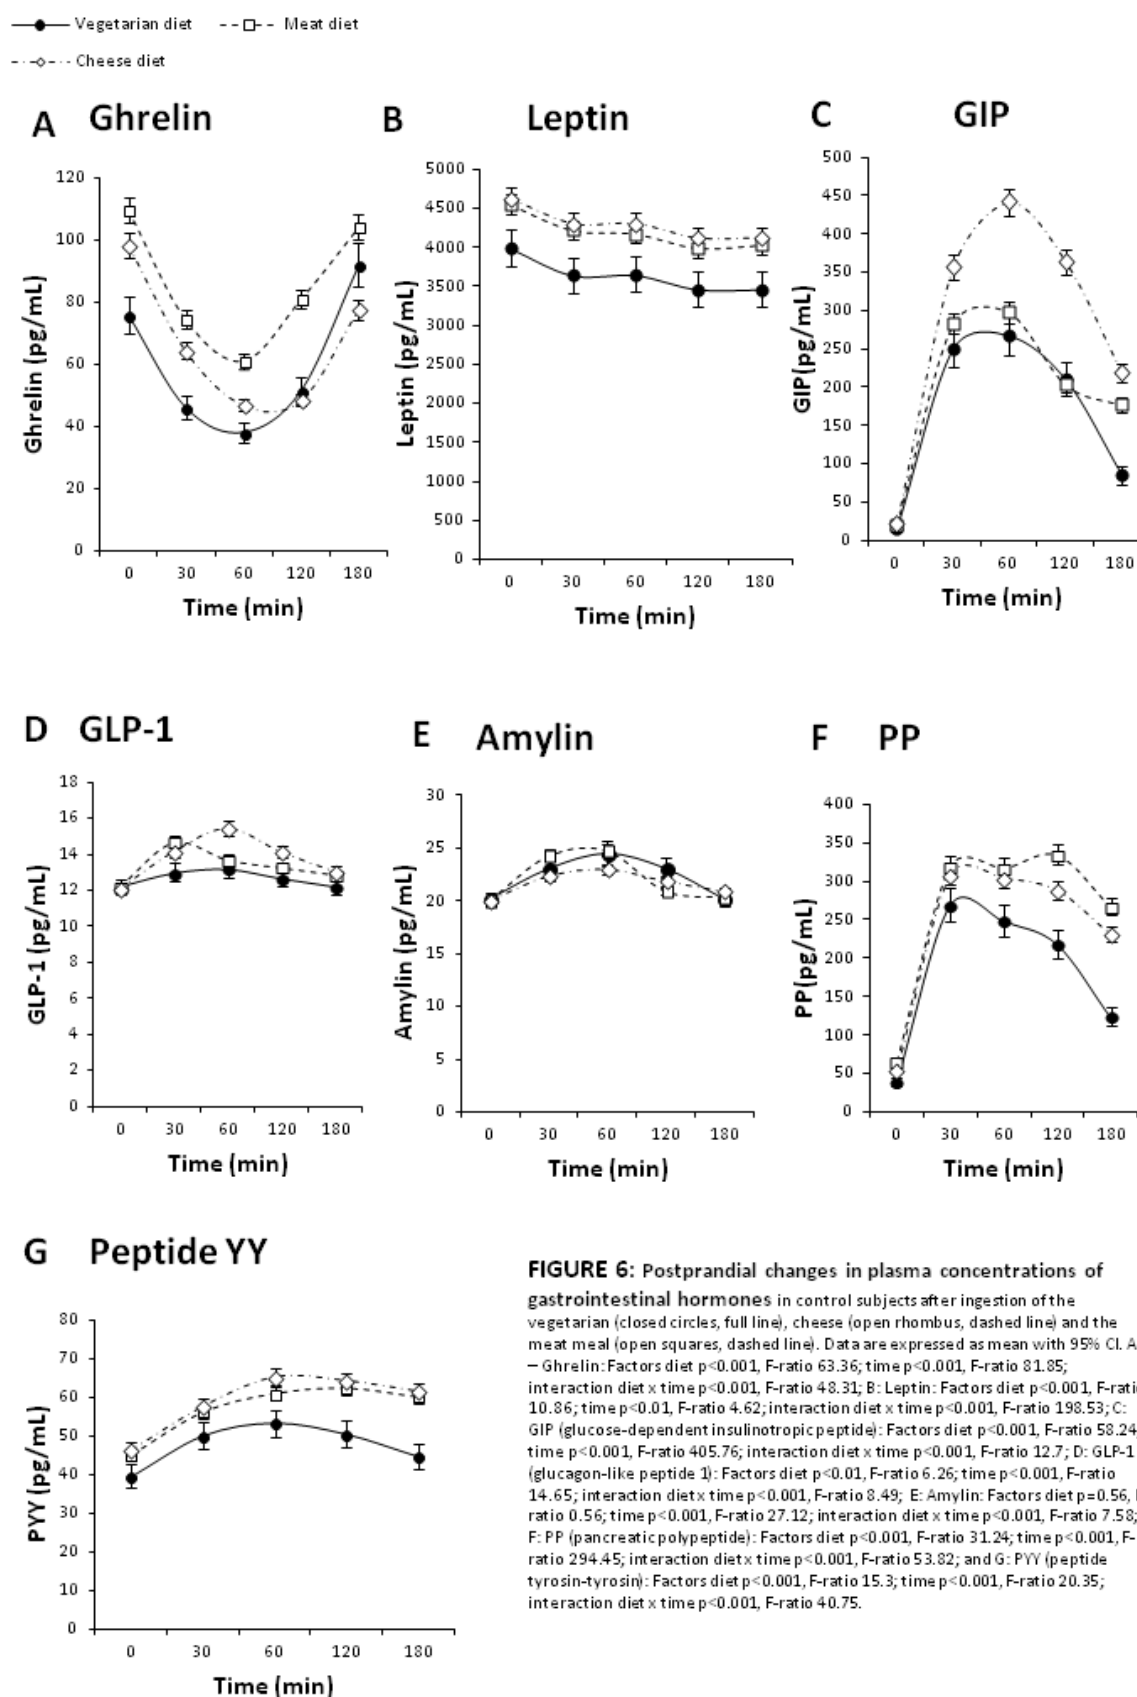 Vegetarian diet
Meat diet
Cheese diet
A Ghrelin
120
100
80
60
40
20
0
Ghrelin (pg/mL)
0 30 60 120 180
Time (min)
B Leptin
5000
4500
4000
3500
3000
2500
2000
1500
1000
500
0
Leptin (pg/mL)
0 30 60 120 180
Time (min)
C GIP
500
450
400
350
300
250
200
150
100
50
0
GIP(pg/mL)
0 30 60 120 180
Time (min)
D GLP-1
18
16
14
12
10
8
6
4
2
0
GLP-1 (pg/mL)
0 30 60 120 180
Time (min)
E Amylin
30
25
20
15
10
5
0
Amylin (pg/mL)
0 30 60 120 180
Time (min)
F PP
400
350
300
250
200
150
100
50
0
PP(pg/mL)
0 30 60 120 180
Time (min)
G Peptide YY
80
70
60
50
40
30
20
10
0
PYY (pg/mL)
0 30 60 120 180
Time (min)
FIGURE 6: Postprandial changes in plasma concentrations of
gastrointestinal hormones in control subjects after ingestion of the
vegetarian (closed circles, full line), cheese (open rhombus, dashed line) and the
meat meal (open squares, dashed line). Data are expressed as mean with 95% CI. A
– Ghrelin: Factors diet p<0.001, F-ratio 63.36; time p<0.001, F-ratio 81.85;
interaction diet x time p<0.001, F-ratio 48.31; B: Leptin: Factors diet p<0.001, F-ratio
10.86; time p<0.01, F-ratio 4.62; interaction diet x time p<0.001, F-ratio 198.53; C:
GIP (glucose-dependent insulinotropic peptide): Factors diet p<0.001, F-ratio 58.24;
time p<0.001, F-ratio 405.76; interaction diet x time p<0.001, F-ratio 12.7; D: GLP-1
(glucagon-like peptide 1): Factors diet p<0.01, F-ratio 6.26; time p<0.001, F-ratio
14.65; interaction diet x time p<0.001, F-ratio 8.49; E: Amylin: Factors diet p=0.56,
ratio 0.56; time p<0.001, F-ratio 27.12; interaction diet x time p<0.001, F-ratio 7.58;
F: PP (pancreatic polypeptide): Factors diet p<0.001, F-ratio 31.24; time p<0.001, F-
ratio 294.45; interaction diet x time p<0.001, F-ratio 53.82; and G: PYY (peptide
tyrosin-tyrosin): Factors diet p<0.001, F-ratio 15.3; time p<0.001, F-ratio 20.35;
interaction diet x time p<0.001, F-ratio 40.75.